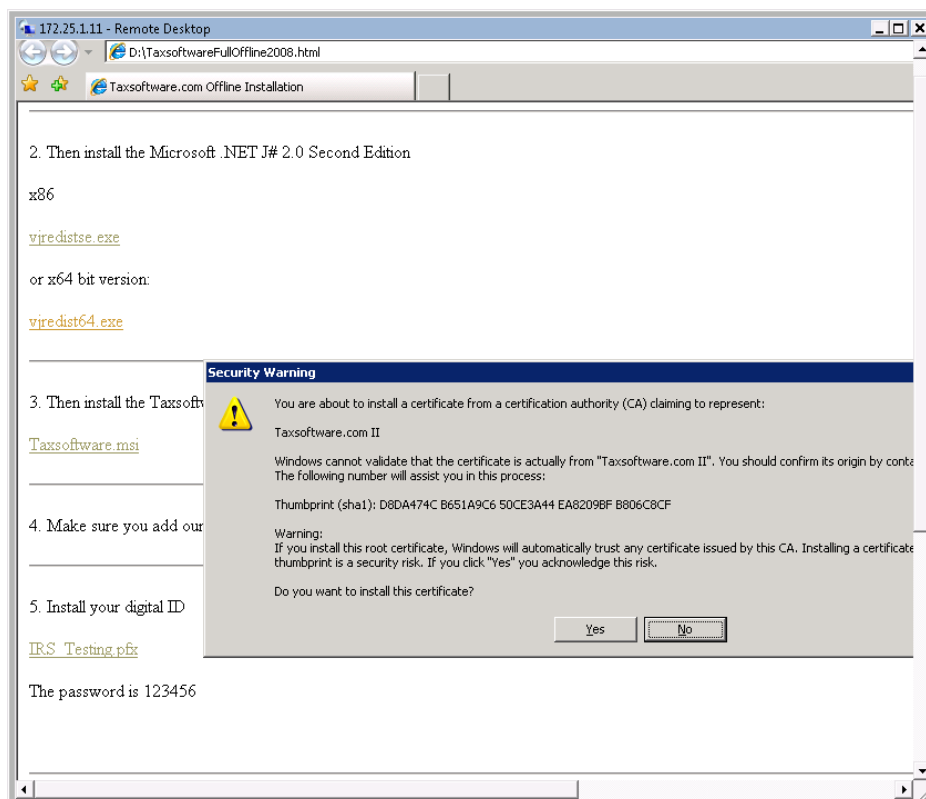 172.25.1.11 - Remote Desktop
D:\TaxsoftwareFullOffline2008.html
Taxsoftware.com Offline Installation
2. Then install the Microsoft .NET J# 2.0 Second Edition
x86
vjredistse.exe
or x64 bit version:
vjredist64.exe
3. Then install the Taxsoftw
Taxsoftware.msi
4. Make sure you add our
5. Install your digital ID
IRS_Testing.pfx
The password is 123456
Security Warning
You are about to install a certificate from a certification authority (CA) claiming to represent:
Taxsoftware.com II
Windows cannot validate that the certificate is actually from "Taxsoftware.com II". You should confirm its origin by conta
The following number will assist you in this process:
Thumbprint (sha1): D8DA474C B651A9C6 50CE3A44 EA8209BF B806C8CF
Warning:
If you install this root certificate, Windows will automatically trust any certificate issued by this CA. Installing a certificate
thumbprint is a security risk. If you click "Yes" you acknowledge this risk.
Do you want to install this certificate?
Yes
No